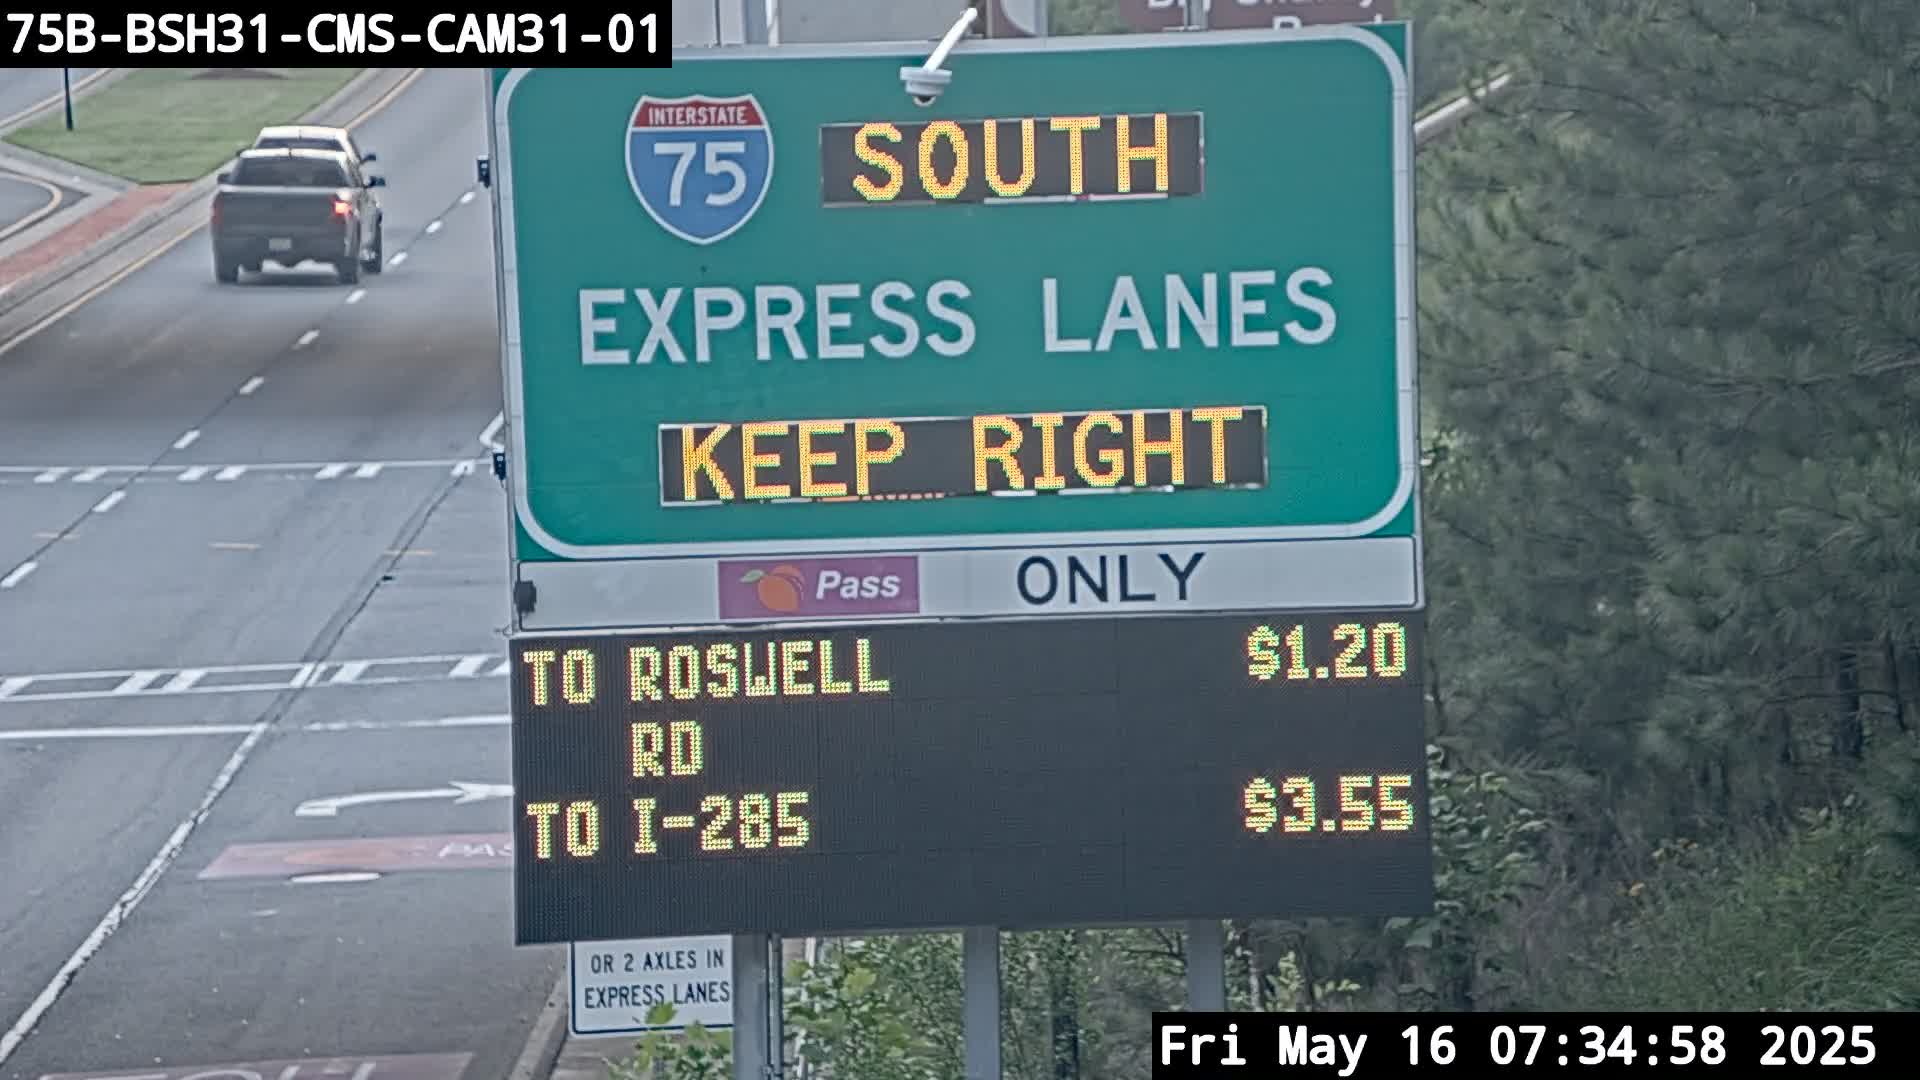 75B-BSH31-CMS-CAM31-01
INTERSTATE
75
SOUTH
EXPRESS LANES
KEEP RIGHT
Pass ONLY
TO ROSWELL $1.20
RD
TO I-285 $3.55
OR 2 AXLES IN
EXPRESS LANES
Fri May 16 07:34:58 2025